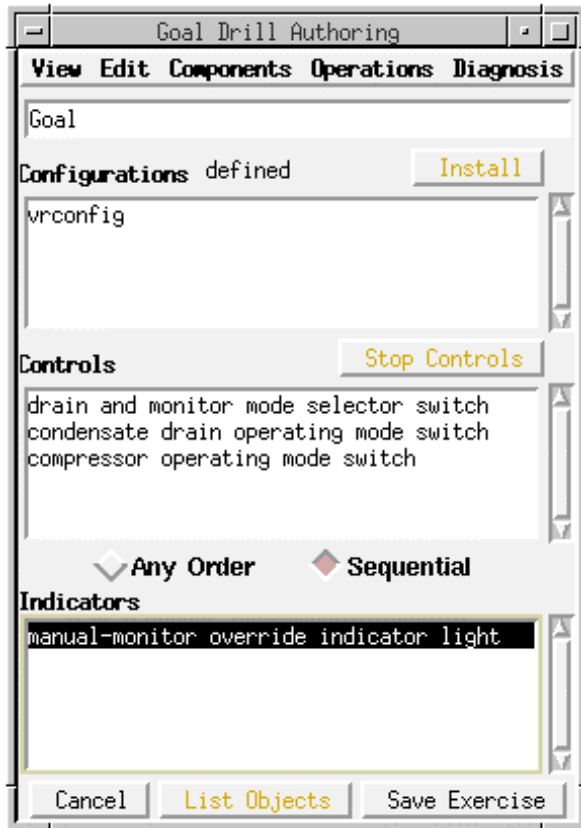 Goal Drill Authoring
View Edit Components Operations Diagnosis
Goal
Configurations defined Install
vrconfig
Controls Stop Controls
drain and monitor mode selector switch
condensate drain operating mode switch
compressor operating mode switch
Any Order Sequential
Indicators
manual-monitor override indicator light
Cancel List Objects Save Exercise